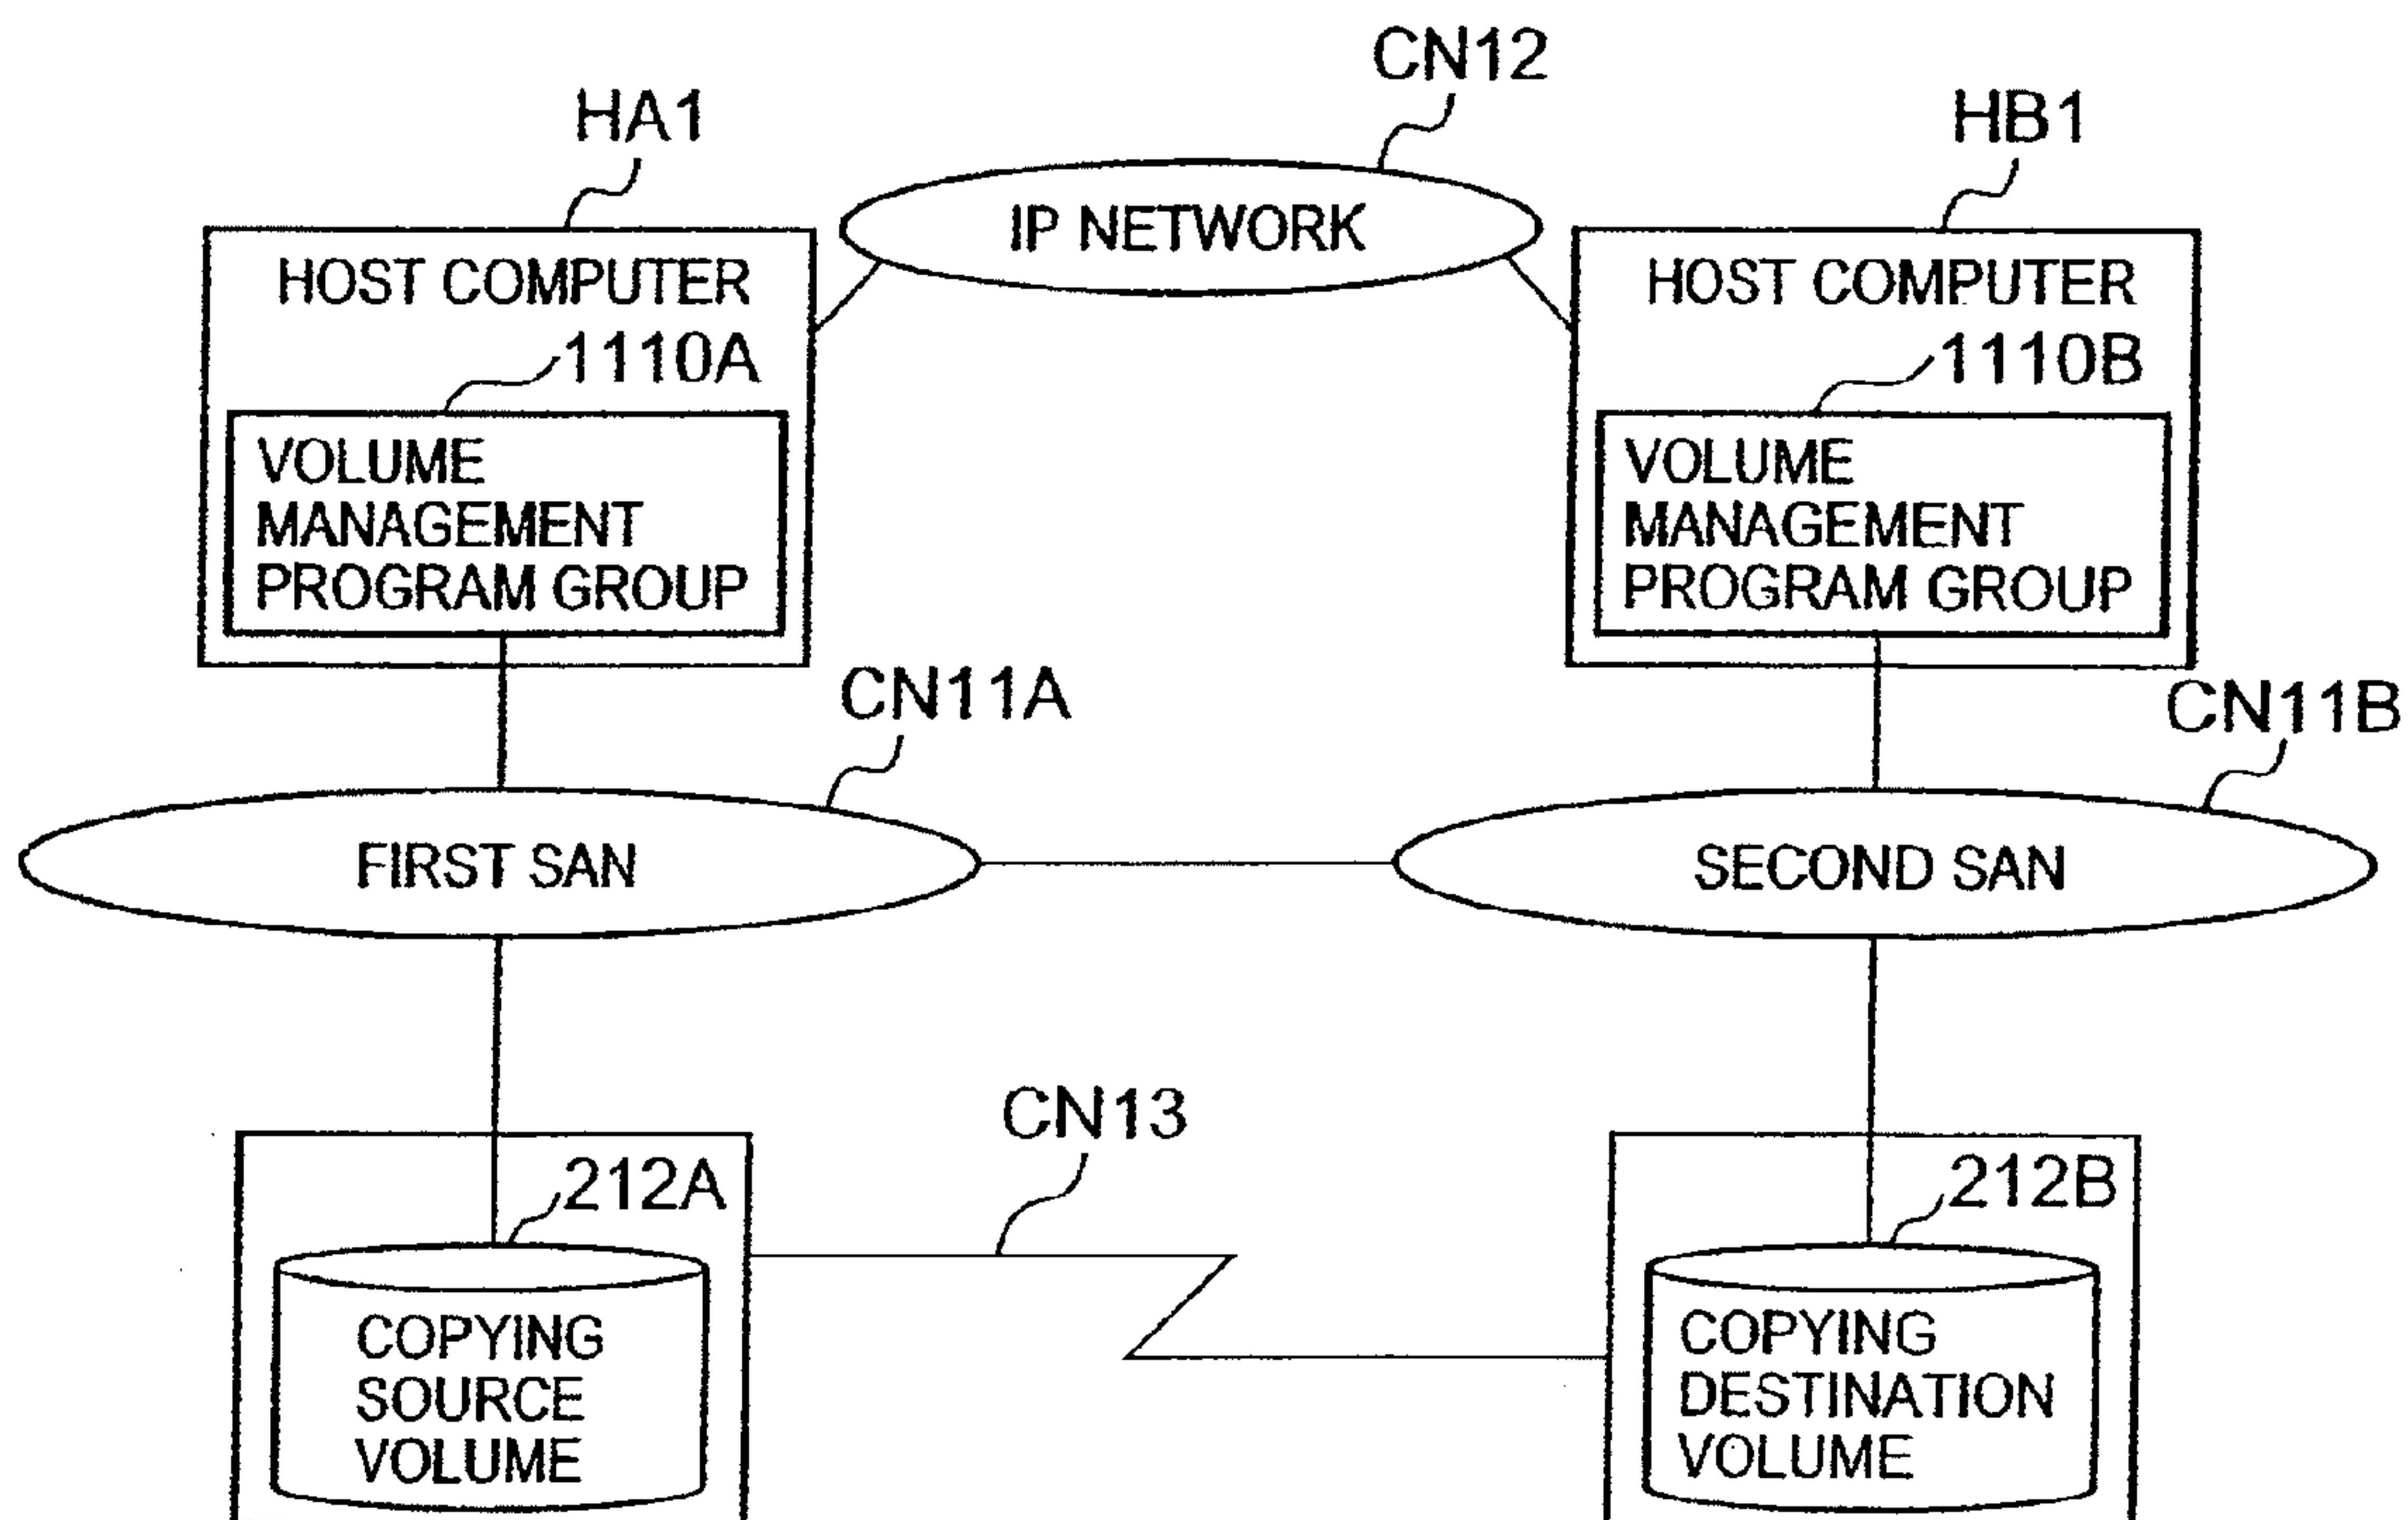 CN12
HA1
HB1
IP NETWORK
HOST COMPUTER
1110A
VOLUME
MANAGEMENT
PROGRAM GROUP
HOST COMPUTER
1110B
VOLUME
MANAGEMENT
PROGRAM GROUP
CN11A
CN11B
FIRST SAN
SECOND SAN
CN13
212A
COPYING
SOURCE
VOLUME
212B
COPYING
DESTINATION
VOLUME